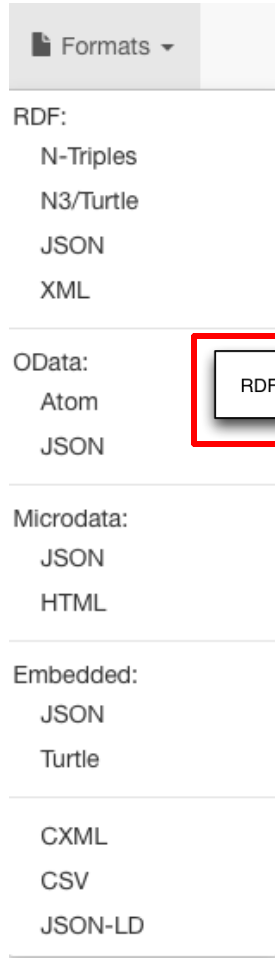 Formats
RDF:
N-Triples
N3/Turtle
JSON
XML
OData:
Atom
JSON
RDF
Microdata:
JSON
HTML
Embedded:
JSON
Turtle
CXML
CSV
JSON-LD